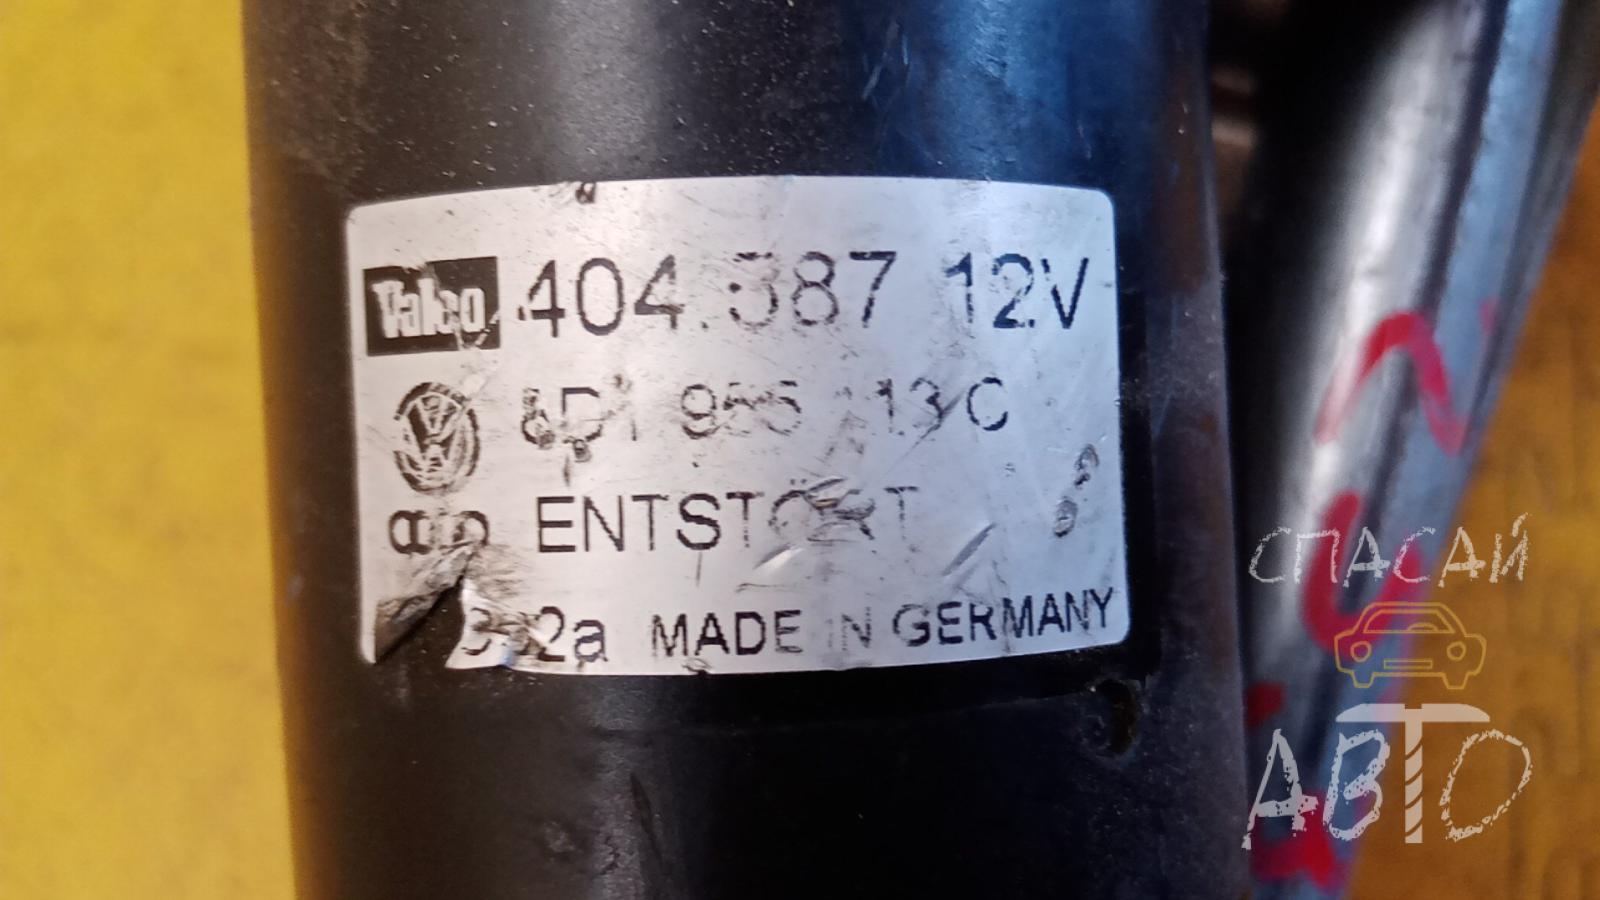 Valeo 404.387 12V
ENTSTÖRT
MADE IN GERMANY
СПАСАЙ
АВТО